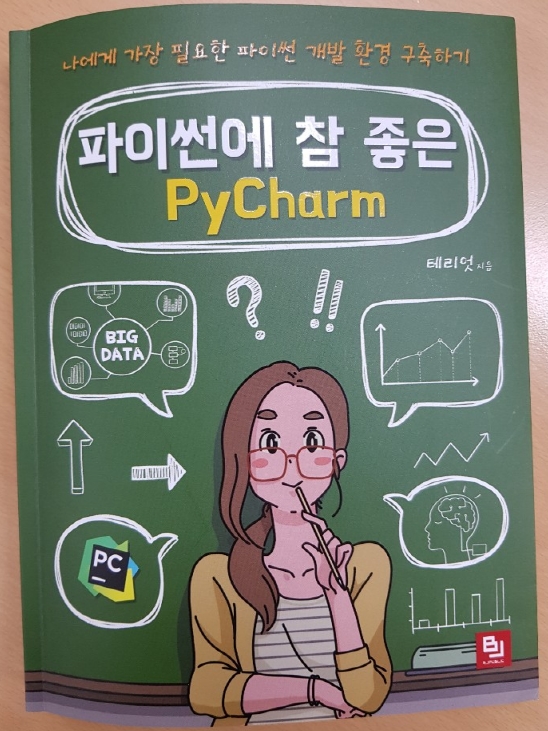 나에게 가장 필요한 파이썬 개발 환경 구축하기
파이썬에 참 좋은
PyCharm
테리엇 지음
?
!!
BIG
DATA
PC
BJ